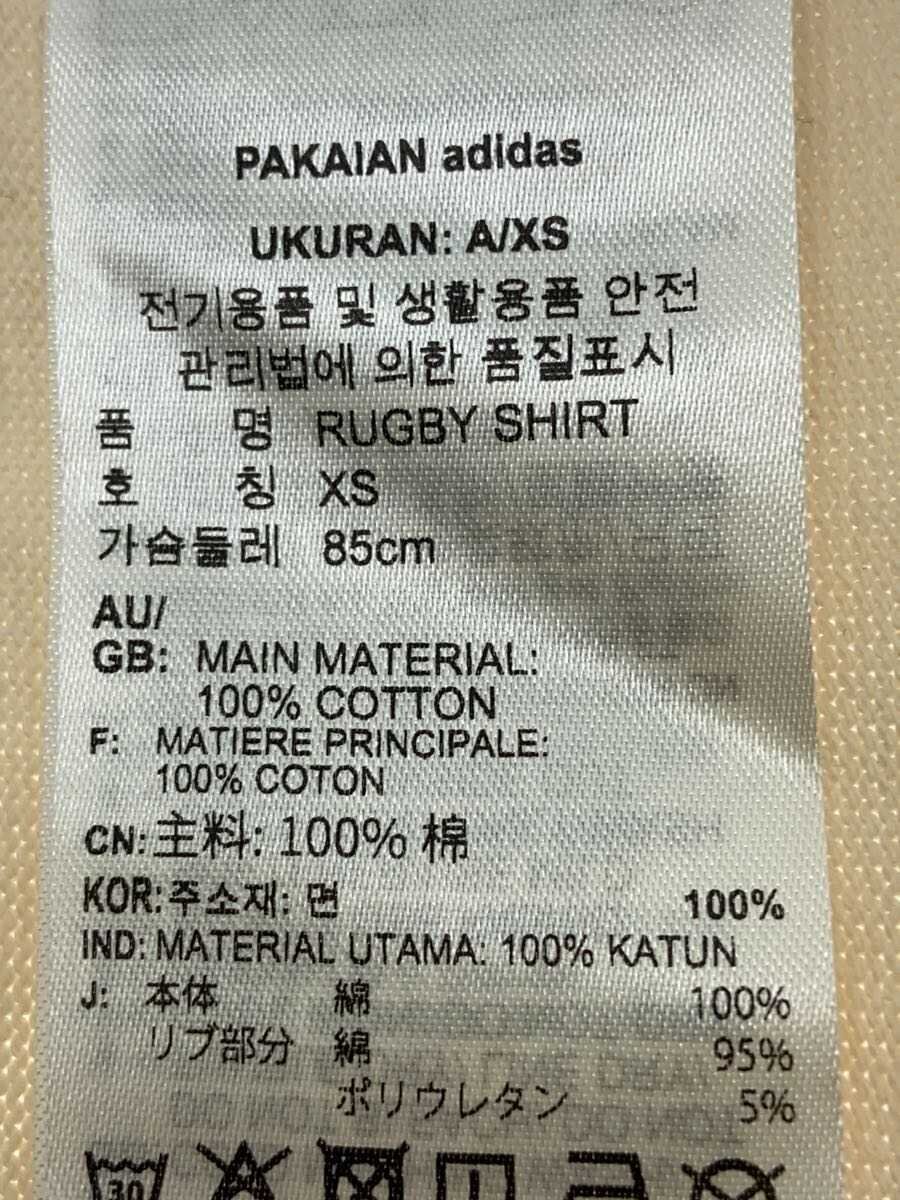 PAKAIAN adidas
UKURAN: A/XS
전기용품 및 생활용품 안전
관리법에 의한 품질표시
품 명 RUGBY SHIRT
호 칭 XS
가슴둘레 85cm
AU/
GB: MAIN MATERIAL:
100% COTTON
F: MATIERE PRINCIPALE:
100% COTON
CN: 主料: 100% 棉
KOR: 주소재: 면 100%
IND: MATERIAL UTAMA: 100% KATUN
J: 本体 綿 100%
リブ部分 綿 95%
ポリウレタン 5%
30